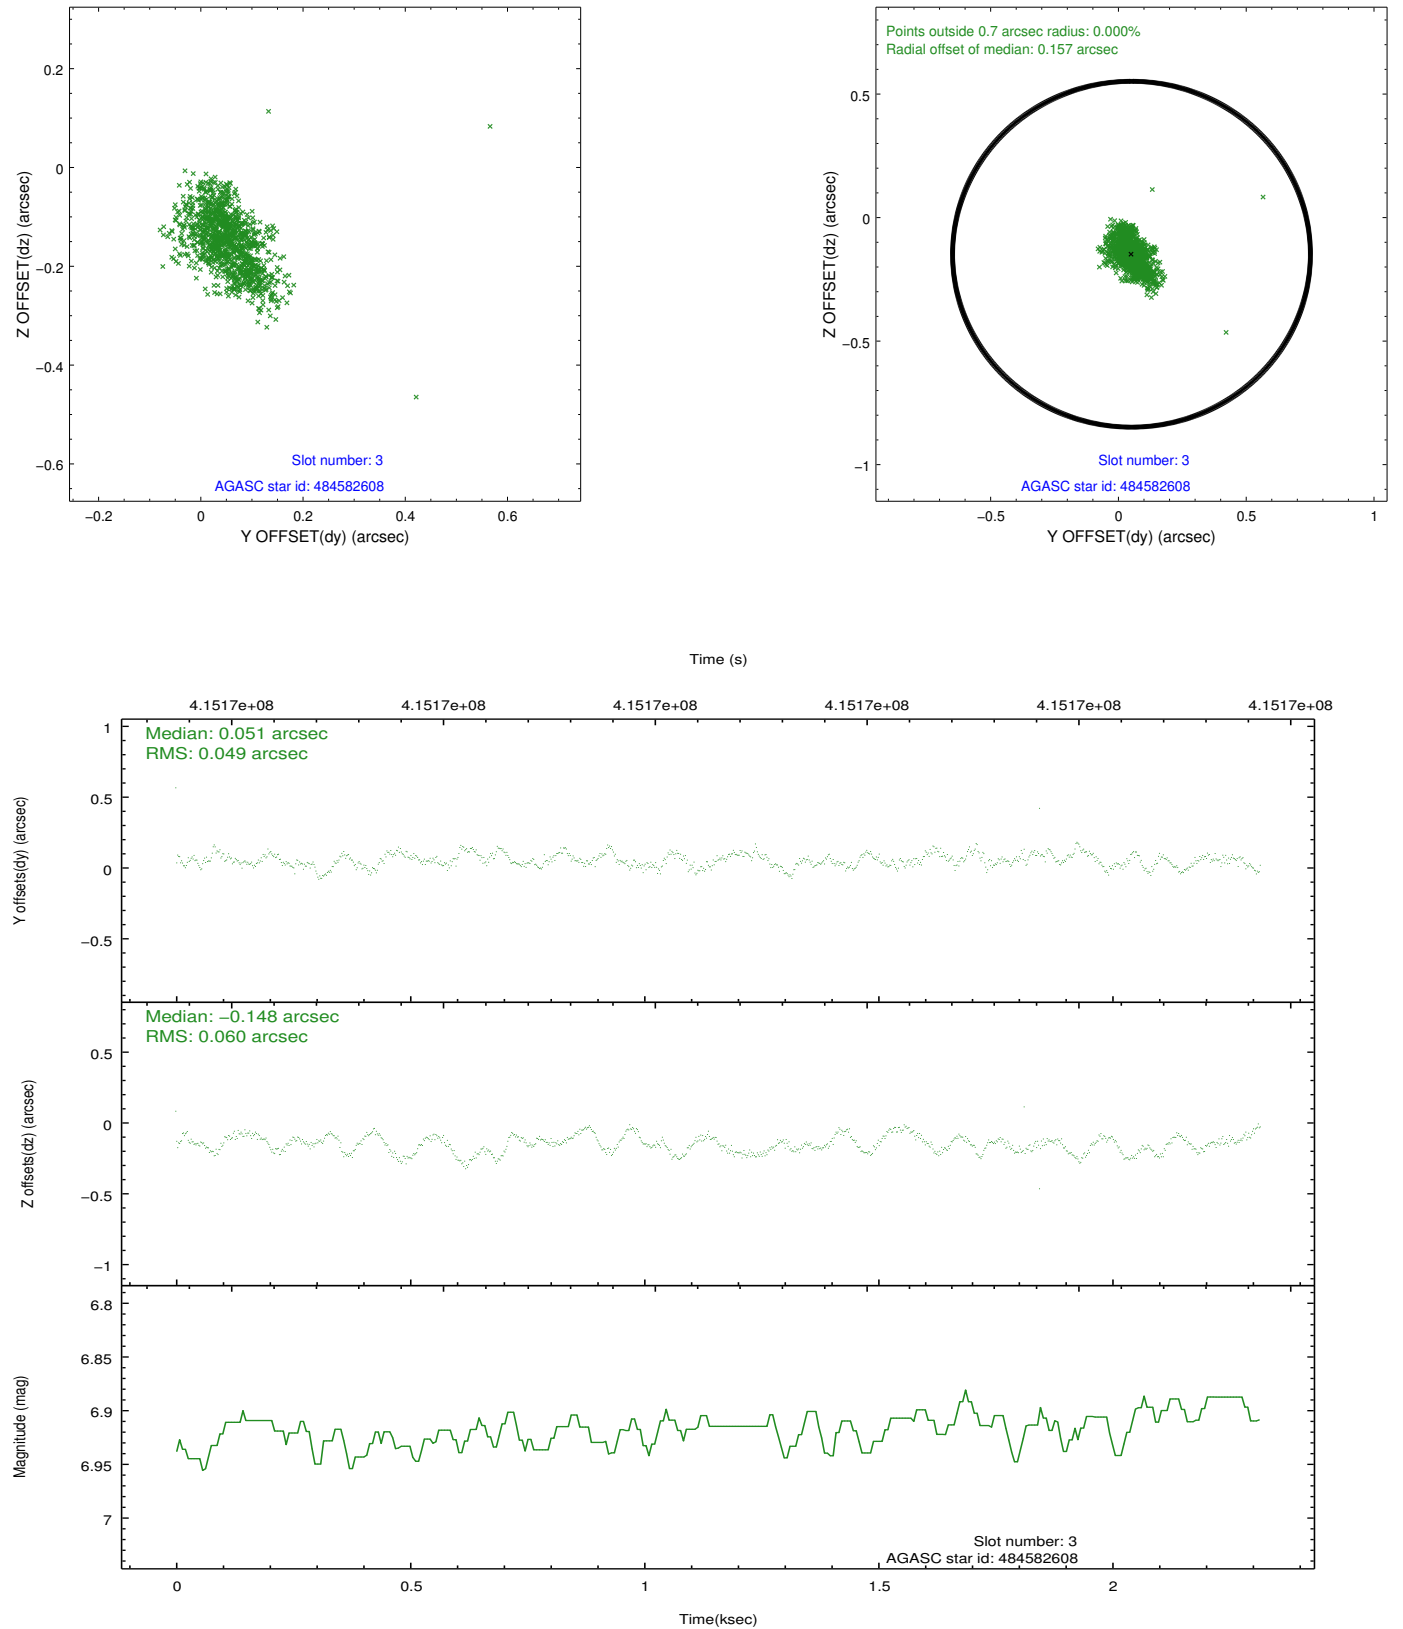 0.2
0
−0.2
−0.4
−0.6
Z OFFSET(dz) (arcsec)
Slot number: 3
AGASC star id: 484582608
−0.2
0
0.2
0.4
0.6
Y OFFSET(dy) (arcsec)
Points outside 0.7 arcsec radius: 0.000%
Radial offset of median: 0.157 arcsec
0.5
0
−0.5
−1
Z OFFSET(dz) (arcsec)
Slot number: 3
AGASC star id: 484582608
−0.5
0
0.5
1
Y OFFSET(dy) (arcsec)
Time (s)
4.1517e+08
4.1517e+08
4.1517e+08
4.1517e+08
4.1517e+08
4.1517e+08
Median: 0.051 arcsec
RMS: 0.049 arcsec
1
0.5
0
−0.5
Y offsets(dy) (arcsec)
Median: −0.148 arcsec
RMS: 0.060 arcsec
0.5
0
−0.5
−1
Z offsets(dz) (arcsec)
6.8
6.85
6.9
6.95
7
Magnitude (mag)
Slot number: 3
AGASC star id: 484582608
0
0.5
1
1.5
2
Time(ksec)